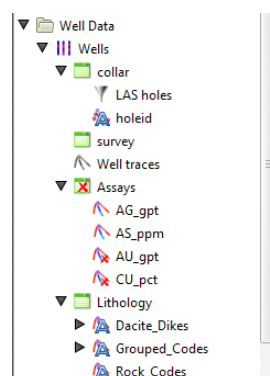 Well Data
Wells
collar
LAS holes
holeid
survey
Well traces
Assays
AG_gpt
AS_ppm
AU_gpt
CU_pct
Lithology
Dacite_Dikes
Grouped_Codes
Rock_Codes